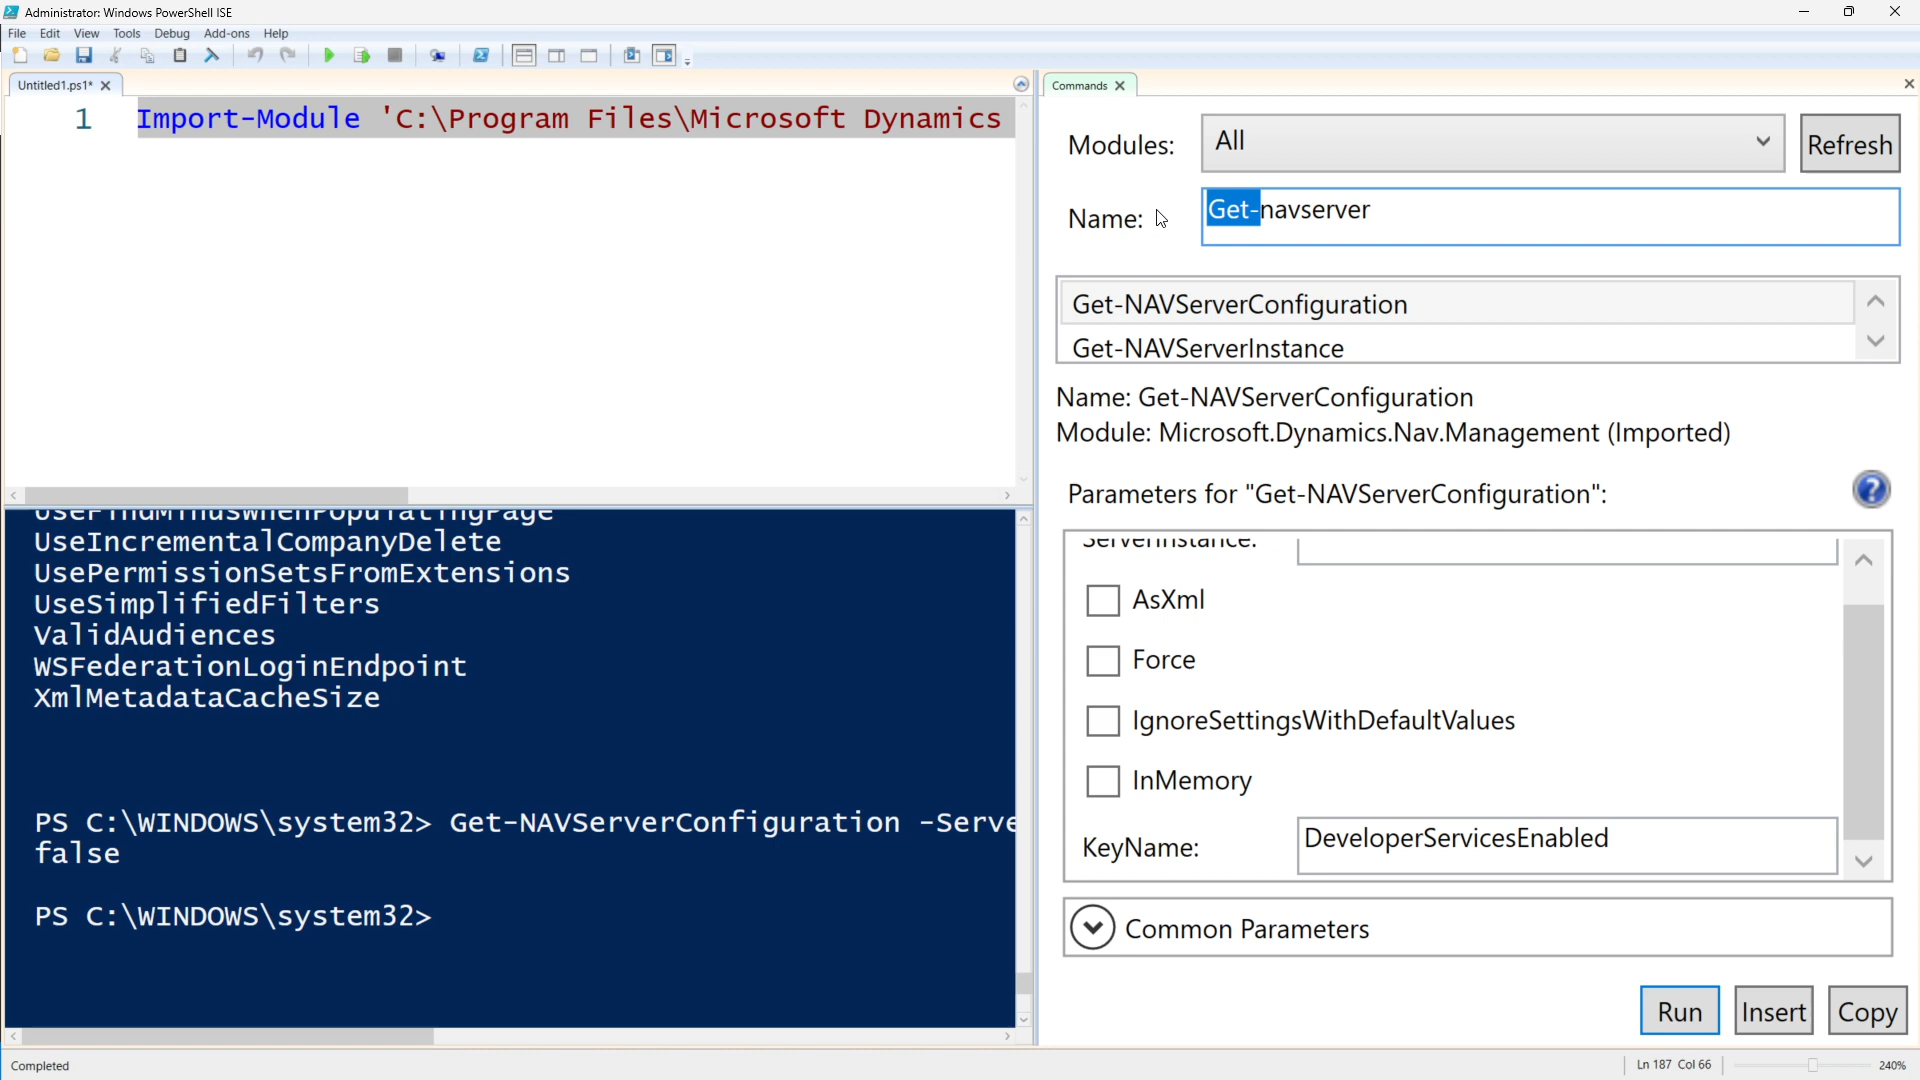 Administrator: Windows PowerShell ISE
File Edit View Tools Debug Add-ons Help
Untitled1.ps1*
1 Import-Module 'C:\Program Files\Microsoft Dynamics
UseFindMinusWhenPopulatingPage
UseIncrementalCompanyDelete
UsePermissionSetsFromExtensions
UseSimplifiedFilters
ValidAudiences
WSFederationLoginEndpoint
XmlMetadataCacheSize
PS C:\WINDOWS\system32> Get-NAVServerConfiguration -Serve
false
PS C:\WINDOWS\system32>
Commands
Modules: All Refresh
Name: Get-navserver
Get-NAVServerConfiguration
Get-NAVServerInstance
Name: Get-NAVServerConfiguration
Module: Microsoft.Dynamics.Nav.Management (Imported)
Parameters for "Get-NAVServerConfiguration":
ServerInstance:
AsXml
Force
IgnoreSettingsWithDefaultValues
InMemory
KeyName: DeveloperServicesEnabled
Common Parameters
Run Insert Copy
Completed
Ln 187 Col 66 240%